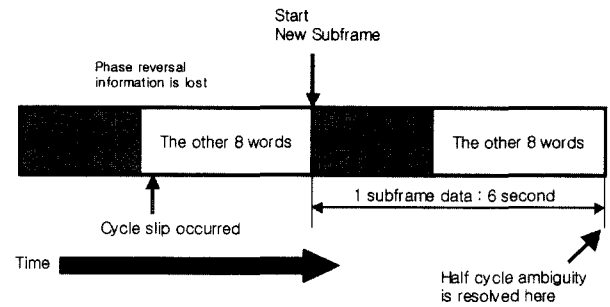 Start
New Subframe
Phase reversal
information is lost
The other 8 words
The other 8 words
1 subframe data : 6 second
Cycle slip occurred
Time
Half cycle ambiguity
is resolved here